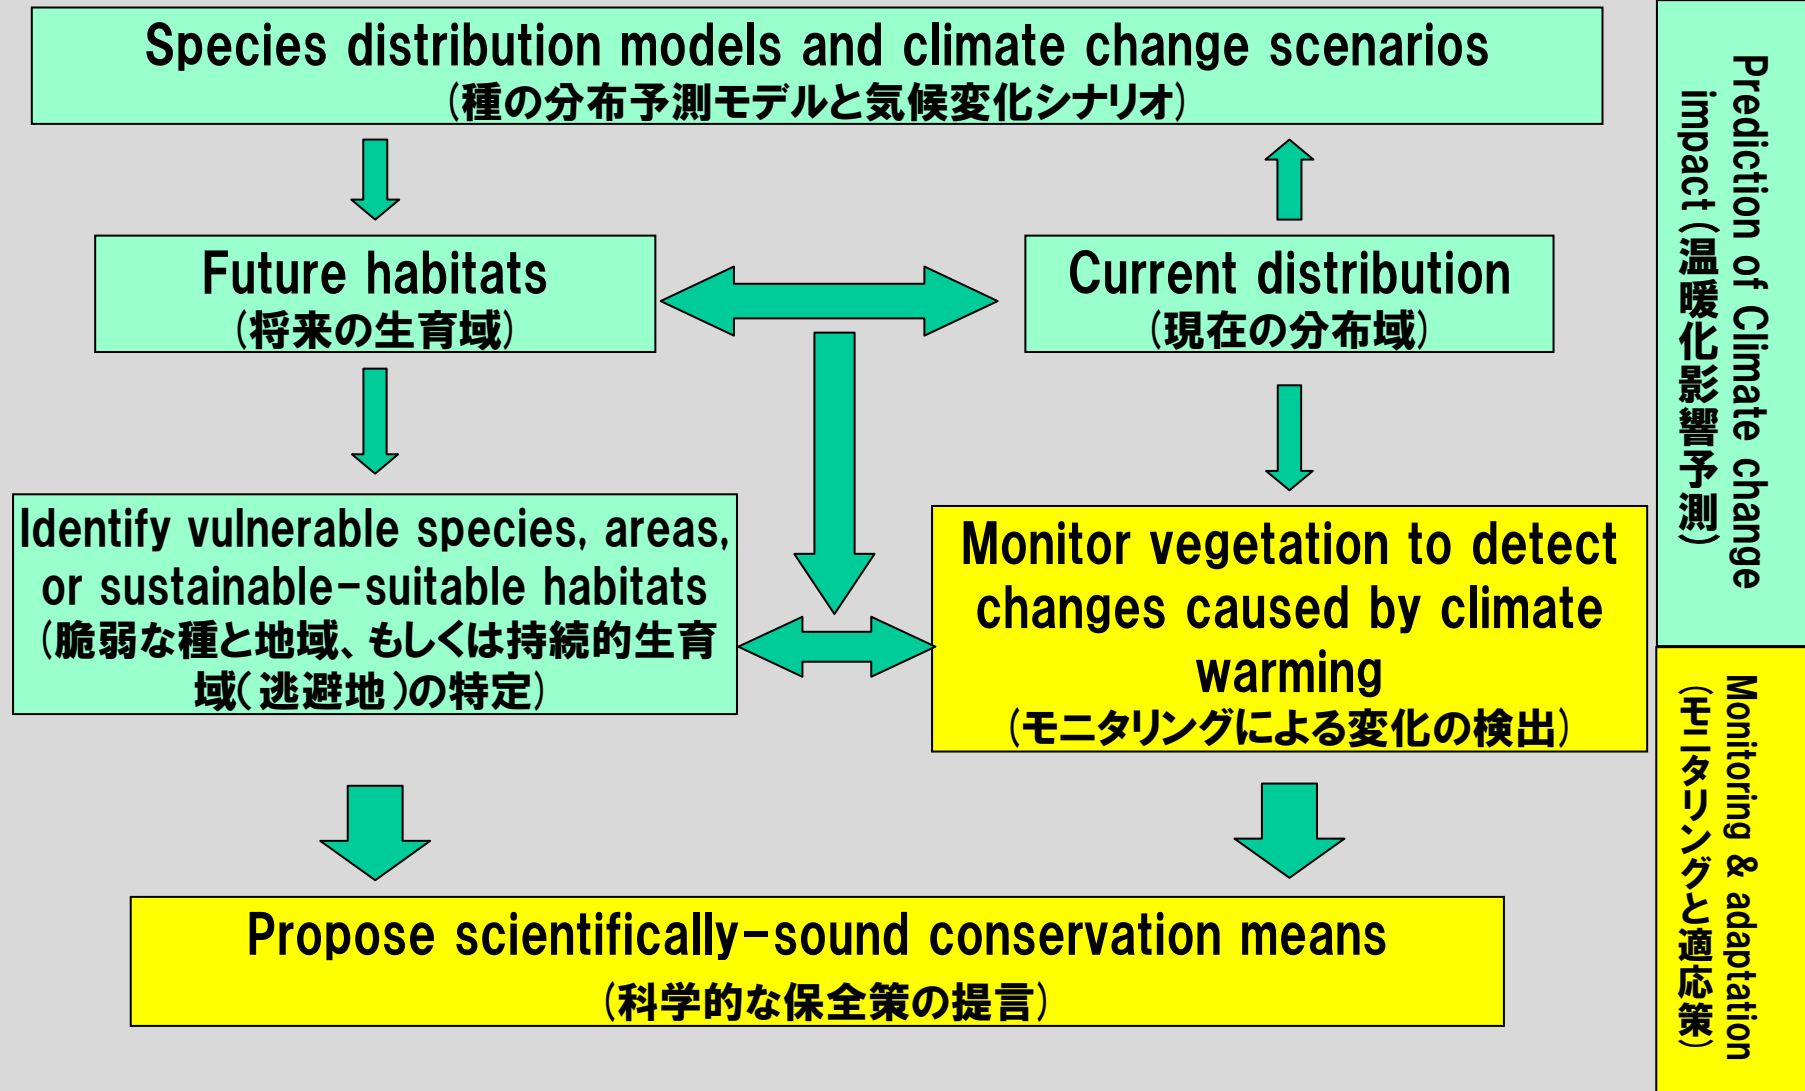 Species distribution models and climate change scenarios
(種の分布予測モデルと気候変化シナリオ)
Future habitats
(将来の生育域)
Current distribution
(現在の分布域)
Identify vulnerable species, areas,
or sustainable-suitable habitats
(脆弱な種と地域、もしくは持続的生育
域(逃避地)の特定)
Monitor vegetation to detect
changes caused by climate
warming
(モニタリングによる変化の検出)
Propose scientifically-sound conservation means
(科学的な保全策の提言)
Prediction of Climate change
impact (温暖化影響予測)
Monitoring & adaptation
(モニタリングと適応策)